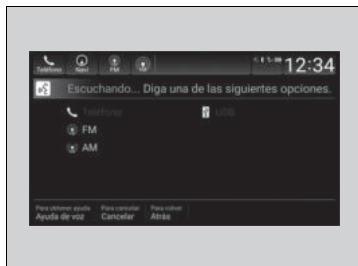 Teléfono Navi FM
12:34
Escuchando... Diga una de las siguientes opciones.
Teléfono USB
FM
AM
Para obtener ayuda Para cancelar Para volver
Ayuda de voz Cancelar Atrás